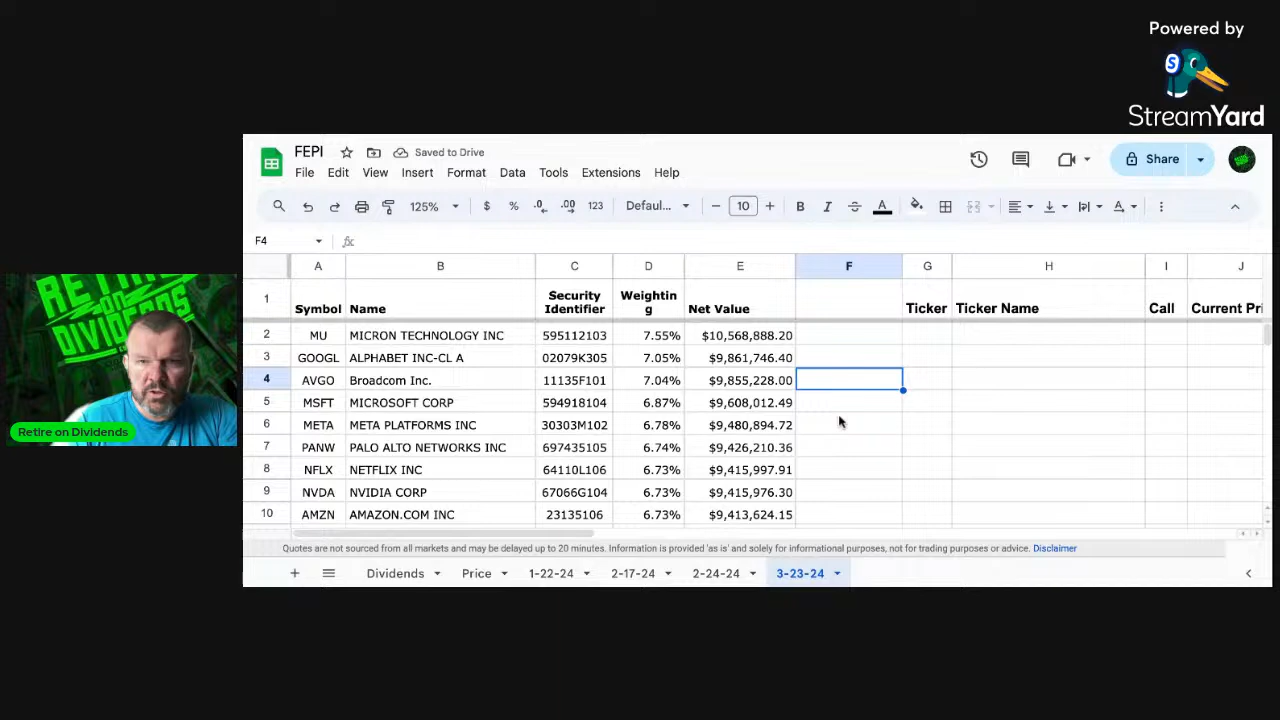 Powered by
S
StreamYard
FEPI
Saved to Drive
File Edit View Insert Format Data Tools Extensions Help
Share
125% $ % .0 .00 123 Defaul... − 10 + B I A
F4 fx
A B C D E F G H I J
1 Symbol Name Security Identifier Weightin g Net Value Ticker Ticker Name Call Current Pri
2 MU MICRON TECHNOLOGY INC 595112103 7.55% $10,568,888.20
3 GOOGL ALPHABET INC-CL A 02079K305 7.05% $9,861,746.40
4 AVGO Broadcom Inc. 11135F101 7.04% $9,855,228.00
5 MSFT MICROSOFT CORP 594918104 6.87% $9,608,012.49
6 META META PLATFORMS INC 30303M102 6.78% $9,480,894.72
7 PANW PALO ALTO NETWORKS INC 697435105 6.74% $9,426,210.36
8 NFLX NETFLIX INC 64110L106 6.73% $9,415,997.91
9 NVDA NVIDIA CORP 67066G104 6.73% $9,415,976.30
10 AMZN AMAZON.COM INC 23135106 6.73% $9,413,624.15
Quotes are not sourced from all markets and may be delayed up to 20 minutes. Information is provided 'as is' and solely for informational purposes, not for trading purposes or advice. Disclaimer
+ Dividends Price 1-22-24 2-17-24 2-24-24 3-23-24
RETIRE
ON
DIVIDENDS
Retire on Dividends